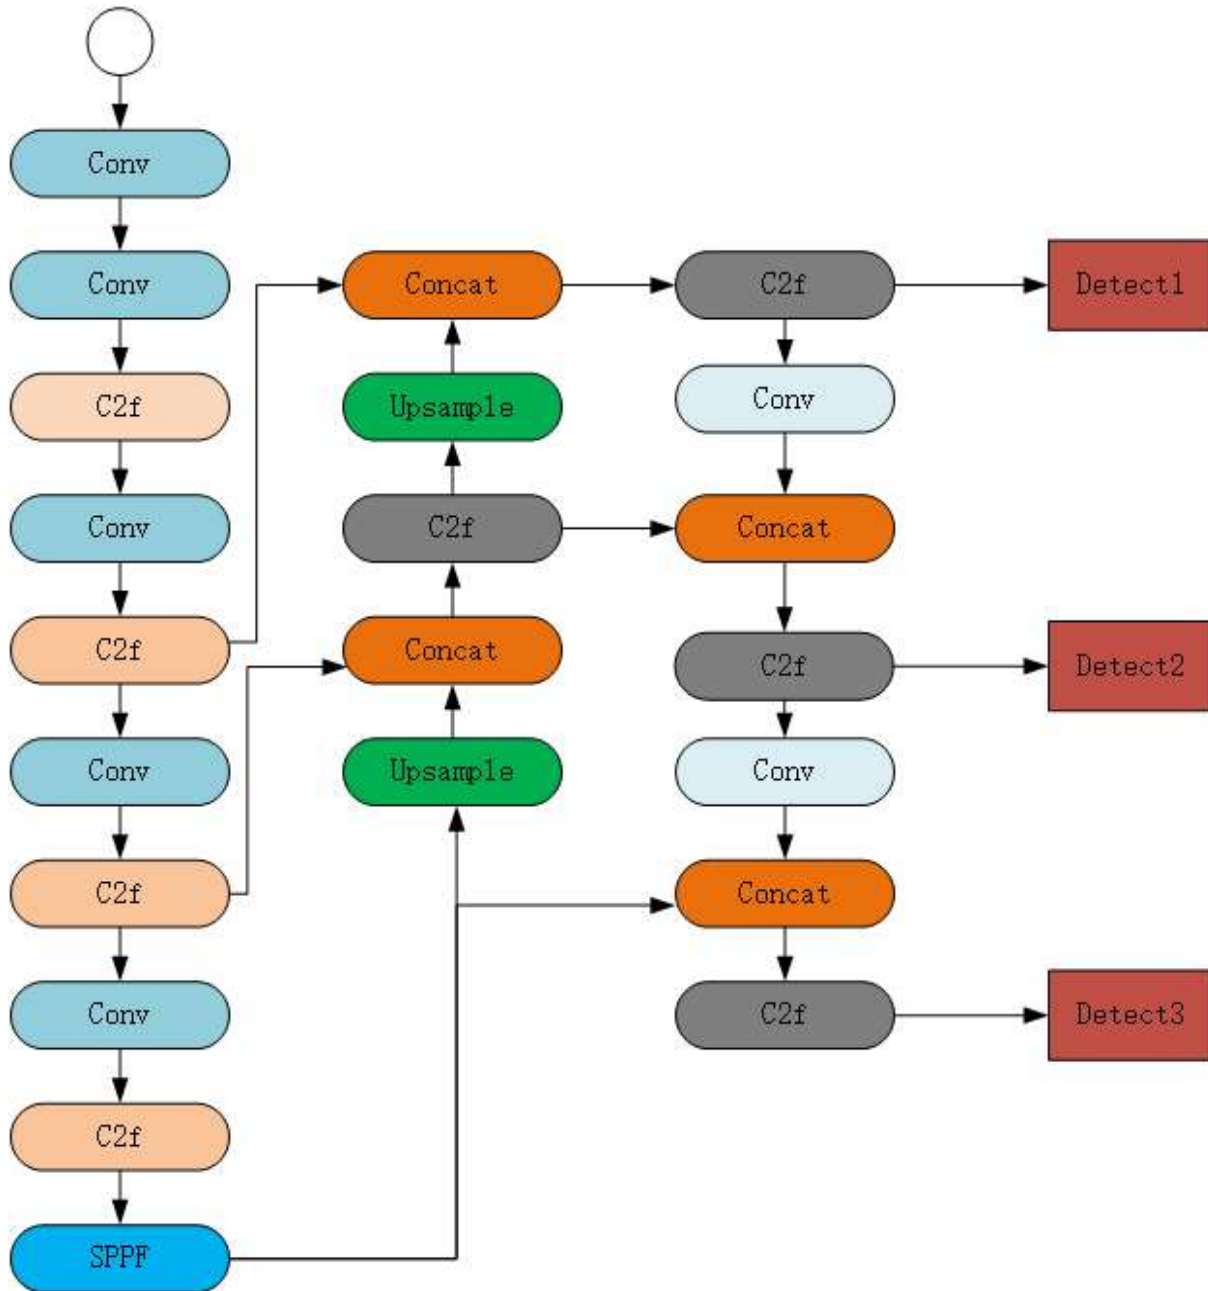 Conv
Conv
C2f
Conv
C2f
Conv
C2f
Conv
C2f
SPPF
Concat
Upsample
C2f
Concat
Upsample
C2f
Conv
Concat
C2f
Conv
Concat
C2f
Detect1
Detect2
Detect3